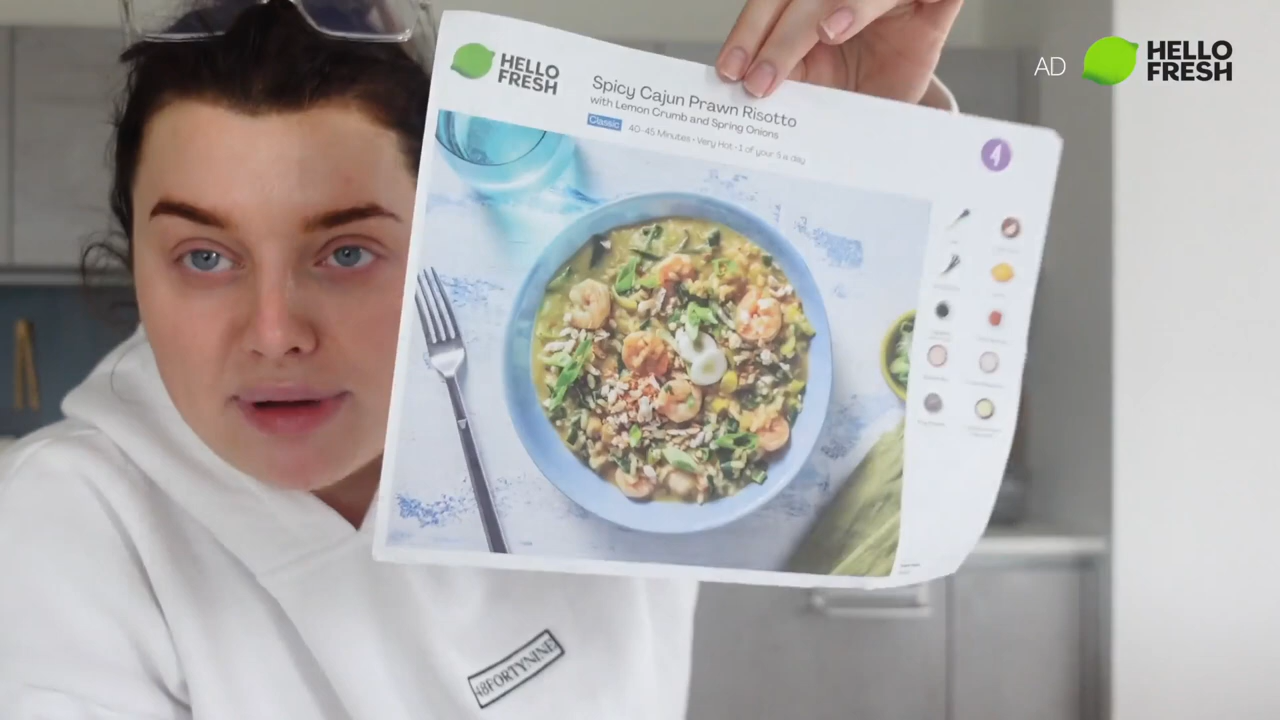 HELLO
FRESH
Spicy Cajun Prawn Risotto
with Lemon Crumb and Spring Onions
Classic 40-45 Minutes • Very Hot • 1 of your 5 a day
4
AD
HELLO
FRESH
48FORTYNINE